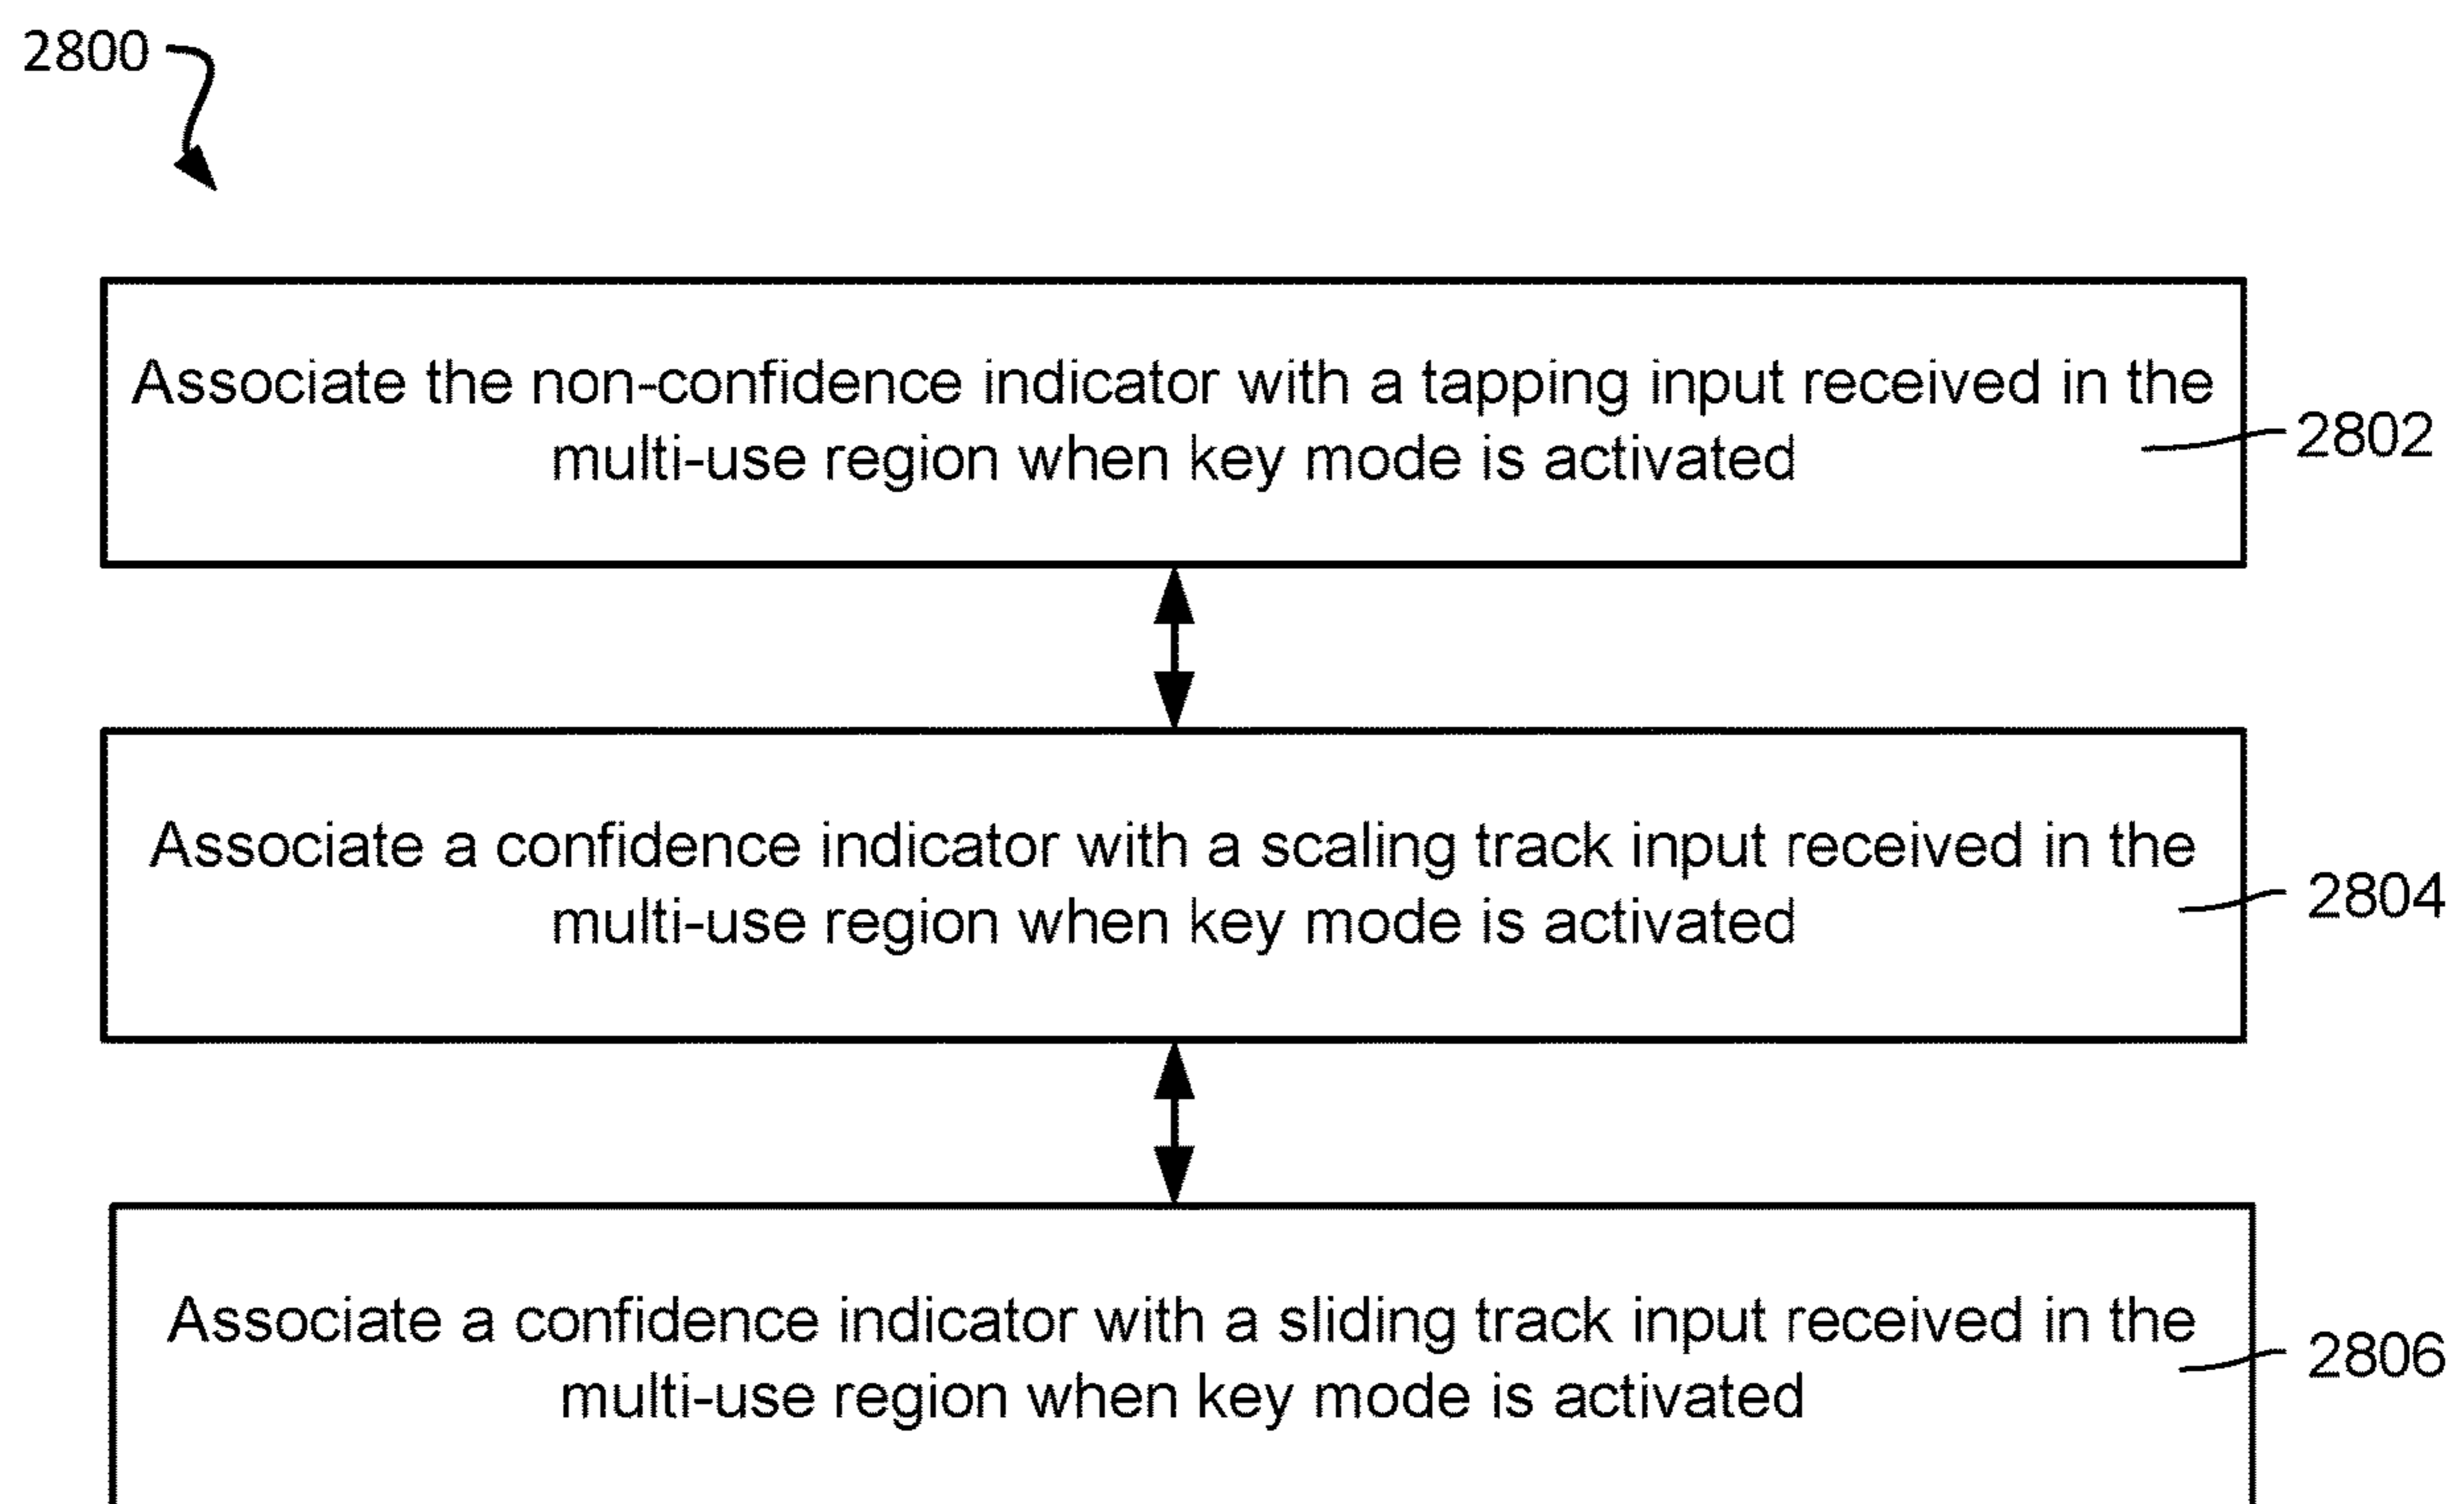 2800
Associate the non-confidence indicator with a tapping input received in the
multi-use region when key mode is activated
2802
Associate a confidence indicator with a scaling track input received in the
multi-use region when key mode is activated
2804
Associate a confidence indicator with a sliding track input received in the
multi-use region when key mode is activated
2806